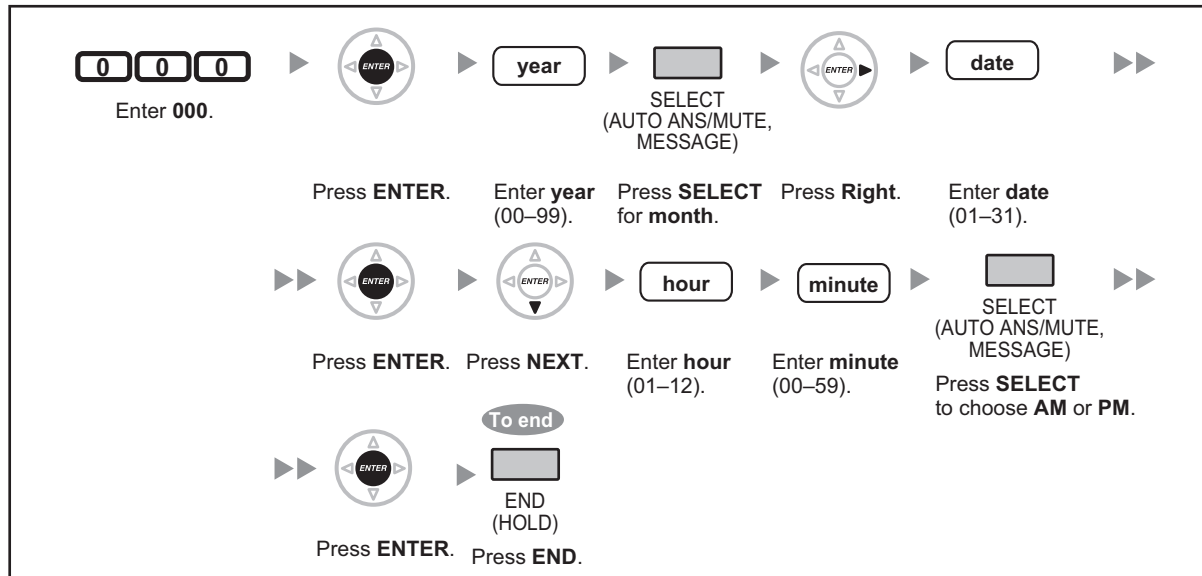 0 0 0
Enter 000.
ENTER
Press ENTER.
year
Enter year
(00–99).
SELECT
(AUTO ANS/MUTE,
MESSAGE)
Press SELECT
for month.
ENTER
Press Right.
date
Enter date
(01–31).
ENTER
Press ENTER.
ENTER
Press NEXT.
hour
Enter hour
(01–12).
minute
Enter minute
(00–59).
SELECT
(AUTO ANS/MUTE,
MESSAGE)
Press SELECT
to choose AM or PM.
ENTER
Press ENTER.
To end
END
(HOLD)
Press END.